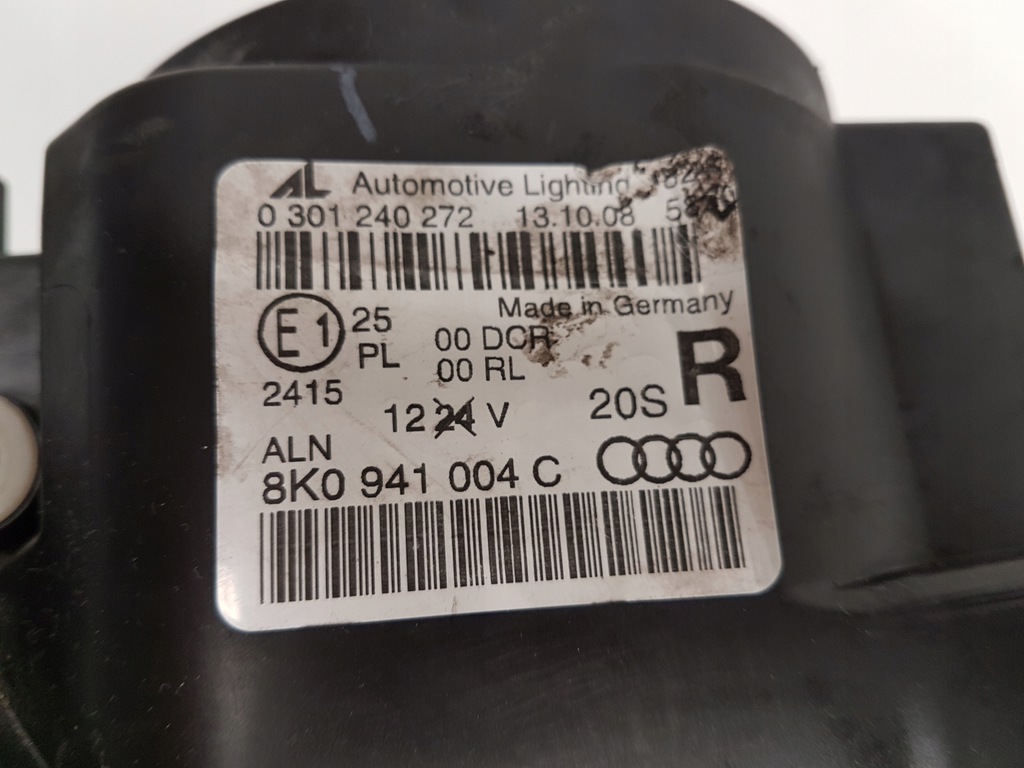 AL Automotive Lighting
0 301 240 272 13.10.08
Made in Germany
E1 25 00 DCR
PL 00 RL
R
2415
12 24 V 20S
ALN
8K0 941 004 C